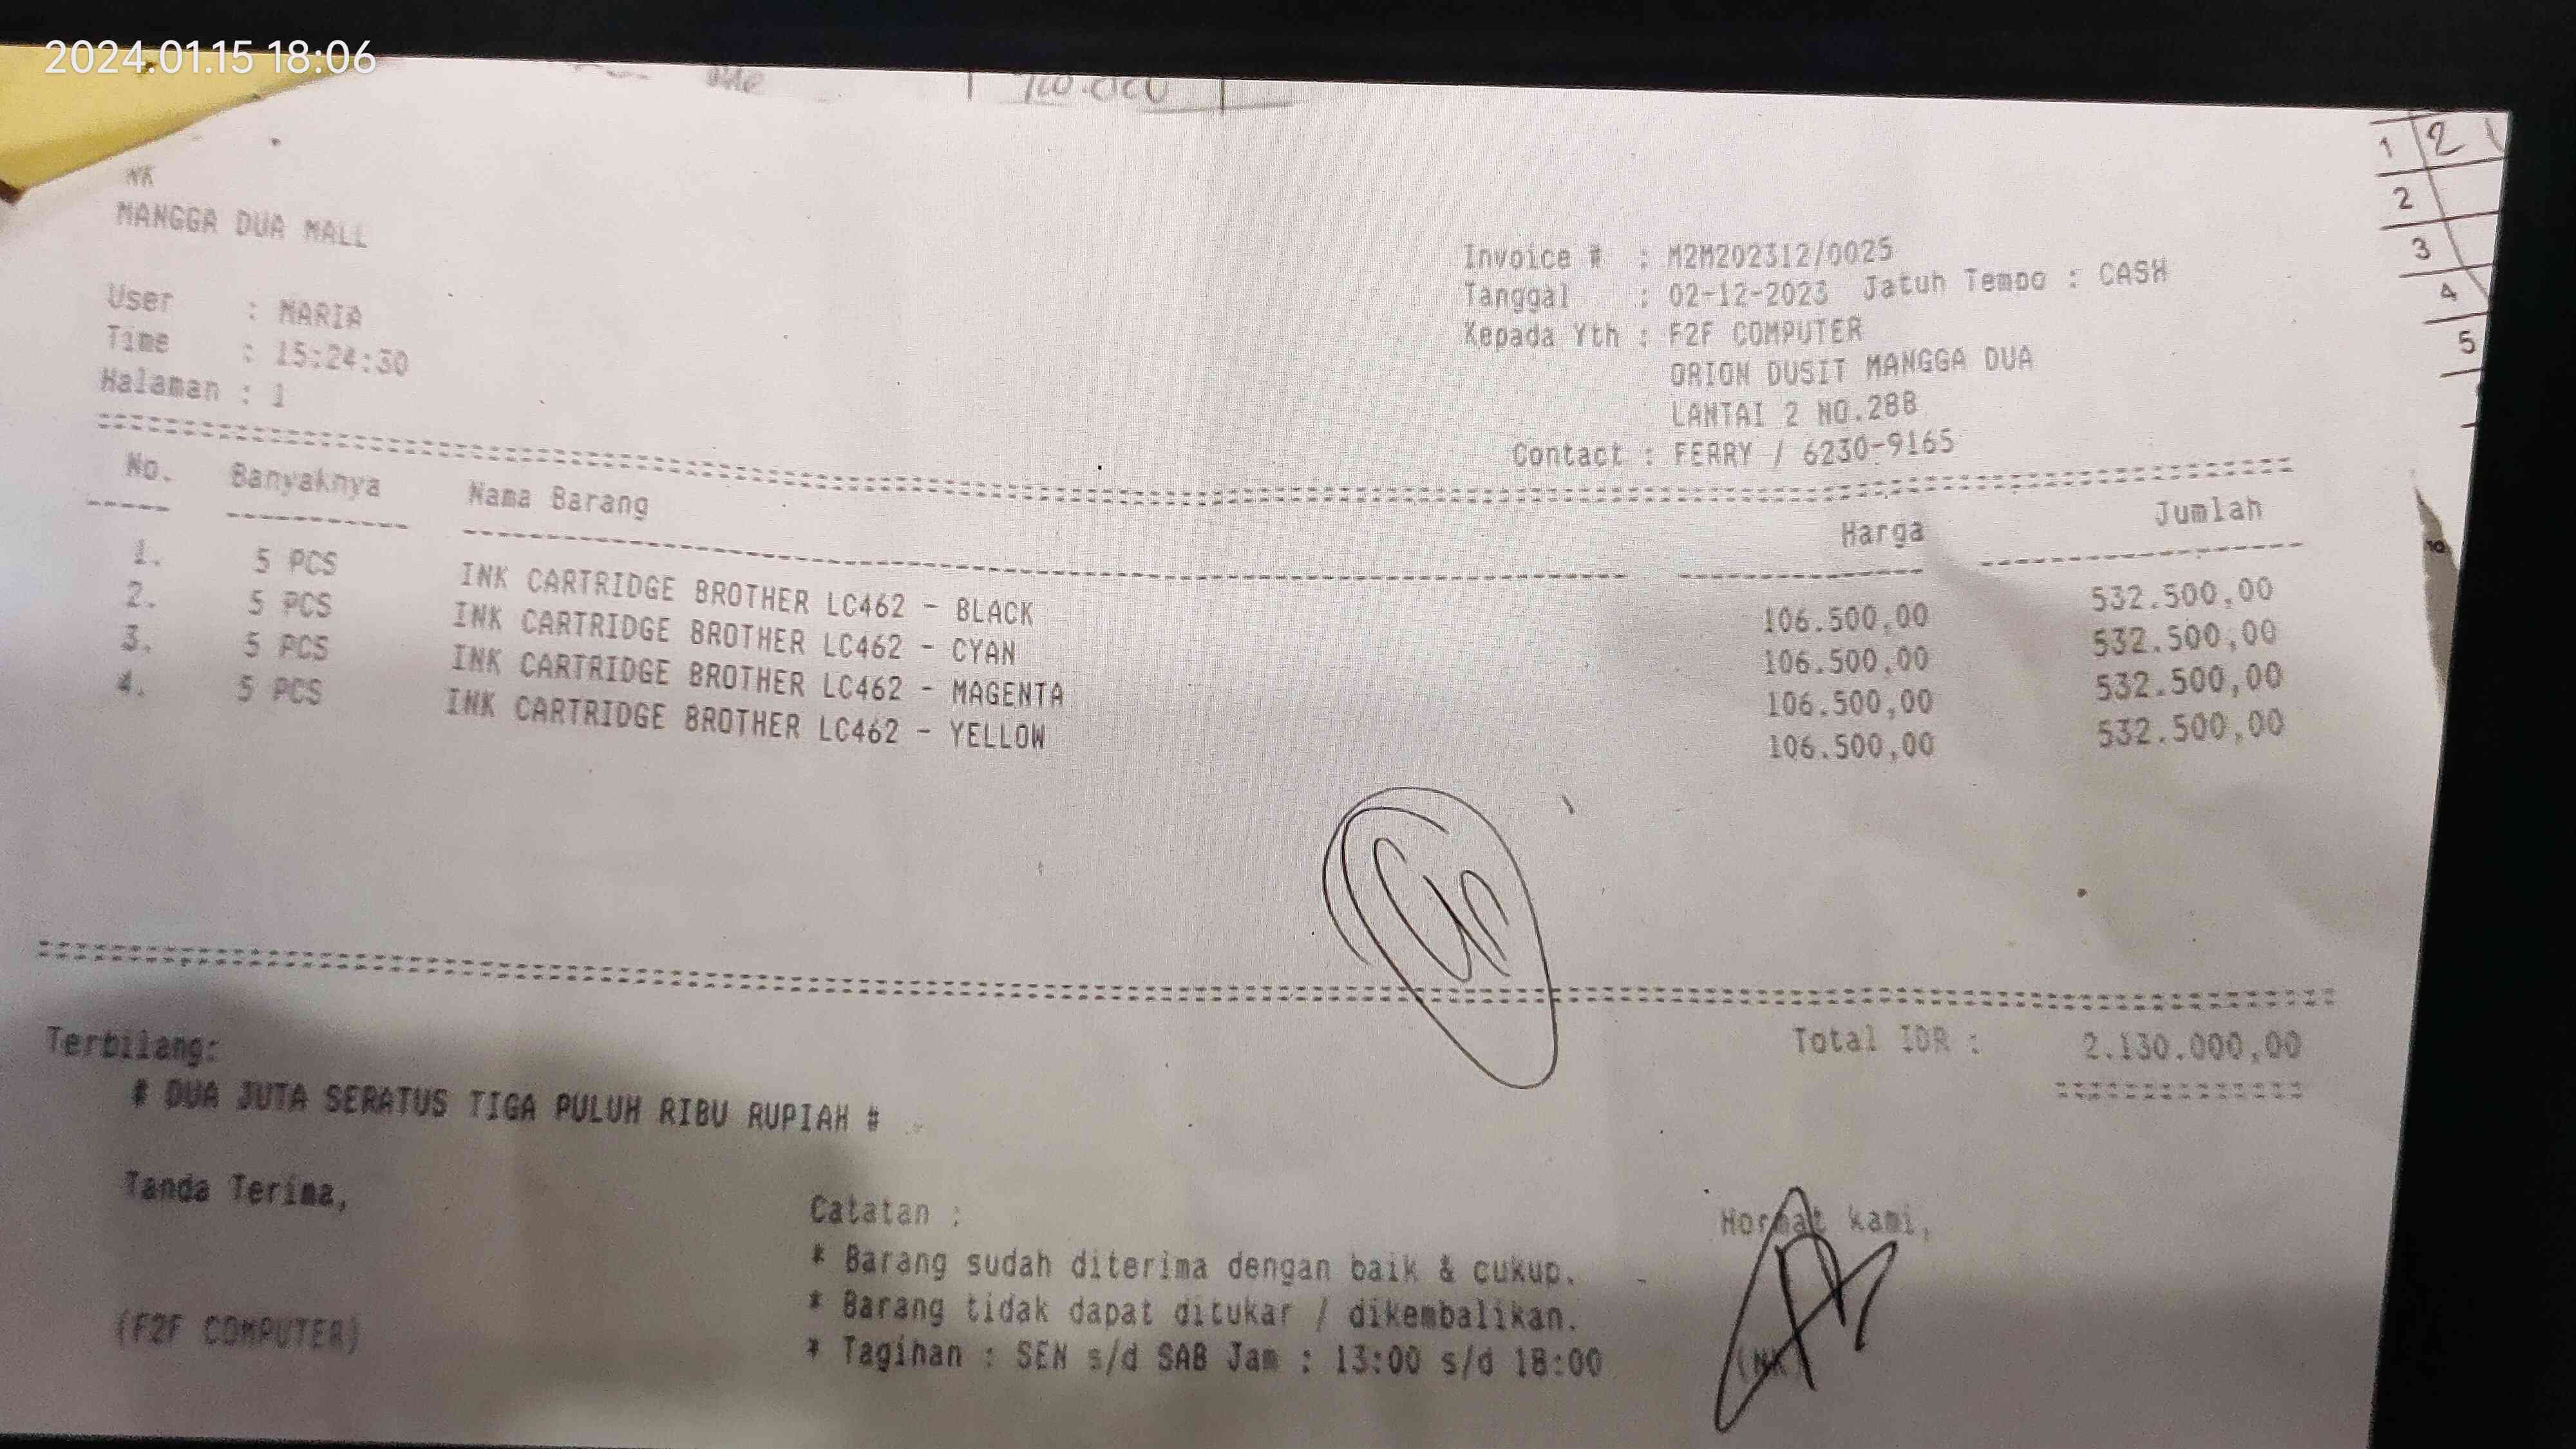 2024.01.15 18:06
NK
MANGGA DUA MALL
User : MARIA
Time : 15:24:30
Halaman : 1
Invoice # : M2M202312/0025
Tanggal : 02-12-2023 Jatuh Tempo : CASH
Kepada Yth : F2F COMPUTER
ORION DUSIT MANGGA DUA
LANTAI 2 NO.28B
Contact : FERRY / 6230-9165
1 2
2
3
4
5
No. Banyaknya Nama Barang Harga Jumlah
1. 5 PCS INK CARTRIDGE BROTHER LC462 - BLACK 106.500,00 532.500,00
2. 5 PCS INK CARTRIDGE BROTHER LC462 - CYAN 106.500,00 532.500,00
3. 5 PCS INK CARTRIDGE BROTHER LC462 - MAGENTA 106.500,00 532.500,00
4. 5 PCS INK CARTRIDGE BROTHER LC462 - YELLOW 106.500,00 532.500,00
Total IDR : 2.130.000,00
Terbilang:
# DUA JUTA SERATUS TIGA PULUH RIBU RUPIAH #
Tanda Terima,
(F2F COMPUTER)
Catatan :
* Barang sudah diterima dengan baik & cukup.
* Barang tidak dapat ditukar / dikembalikan.
* Tagihan : SEN s/d SAB Jam : 13:00 s/d 18:00
Hormat kami,
(NK)